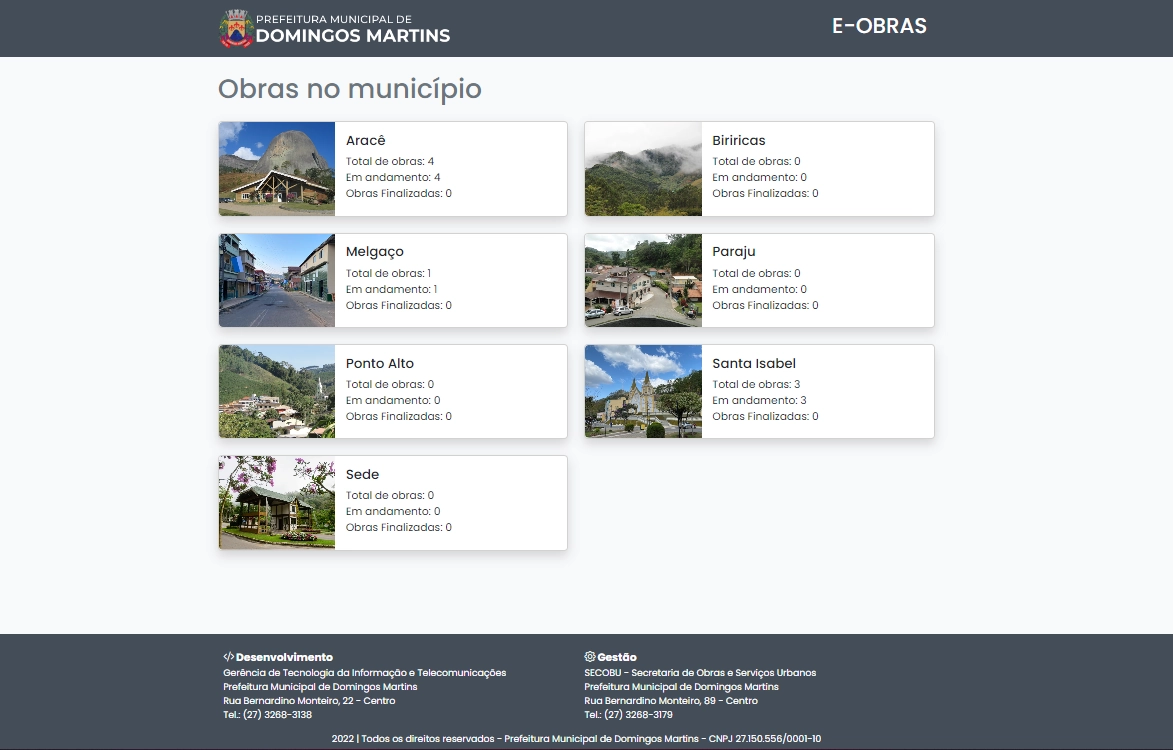 PREFEITURA MUNICIPAL DE
DOMINGOS MARTINS
E-OBRAS
Obras no município
Aracê
Total de obras: 4
Em andamento: 4
Obras Finalizadas: 0
Biriricas
Total de obras: 0
Em andamento: 0
Obras Finalizadas: 0
Melgaço
Total de obras: 1
Em andamento: 1
Obras Finalizadas: 0
Paraju
Total de obras: 0
Em andamento: 0
Obras Finalizadas: 0
Ponto Alto
Total de obras: 0
Em andamento: 0
Obras Finalizadas: 0
Santa Isabel
Total de obras: 3
Em andamento: 3
Obras Finalizadas: 0
Sede
Total de obras: 0
Em andamento: 0
Obras Finalizadas: 0
Desenvolvimento
Gerência de Tecnologia da Informação e Telecomunicações
Prefeitura Municipal de Domingos Martins
Rua Bernardino Monteiro, 22 - Centro
Tel.: (27) 3268-3138
Gestão
SECOBU - Secretaria de Obras e Serviços Urbanos
Prefeitura Municipal de Domingos Martins
Rua Bernardino Monteiro, 89 - Centro
Tel.: (27) 3268-3179
2022 | Todos os direitos reservados - Prefeitura Municipal de Domingos Martins - CNPJ 27.150.556/0001-10